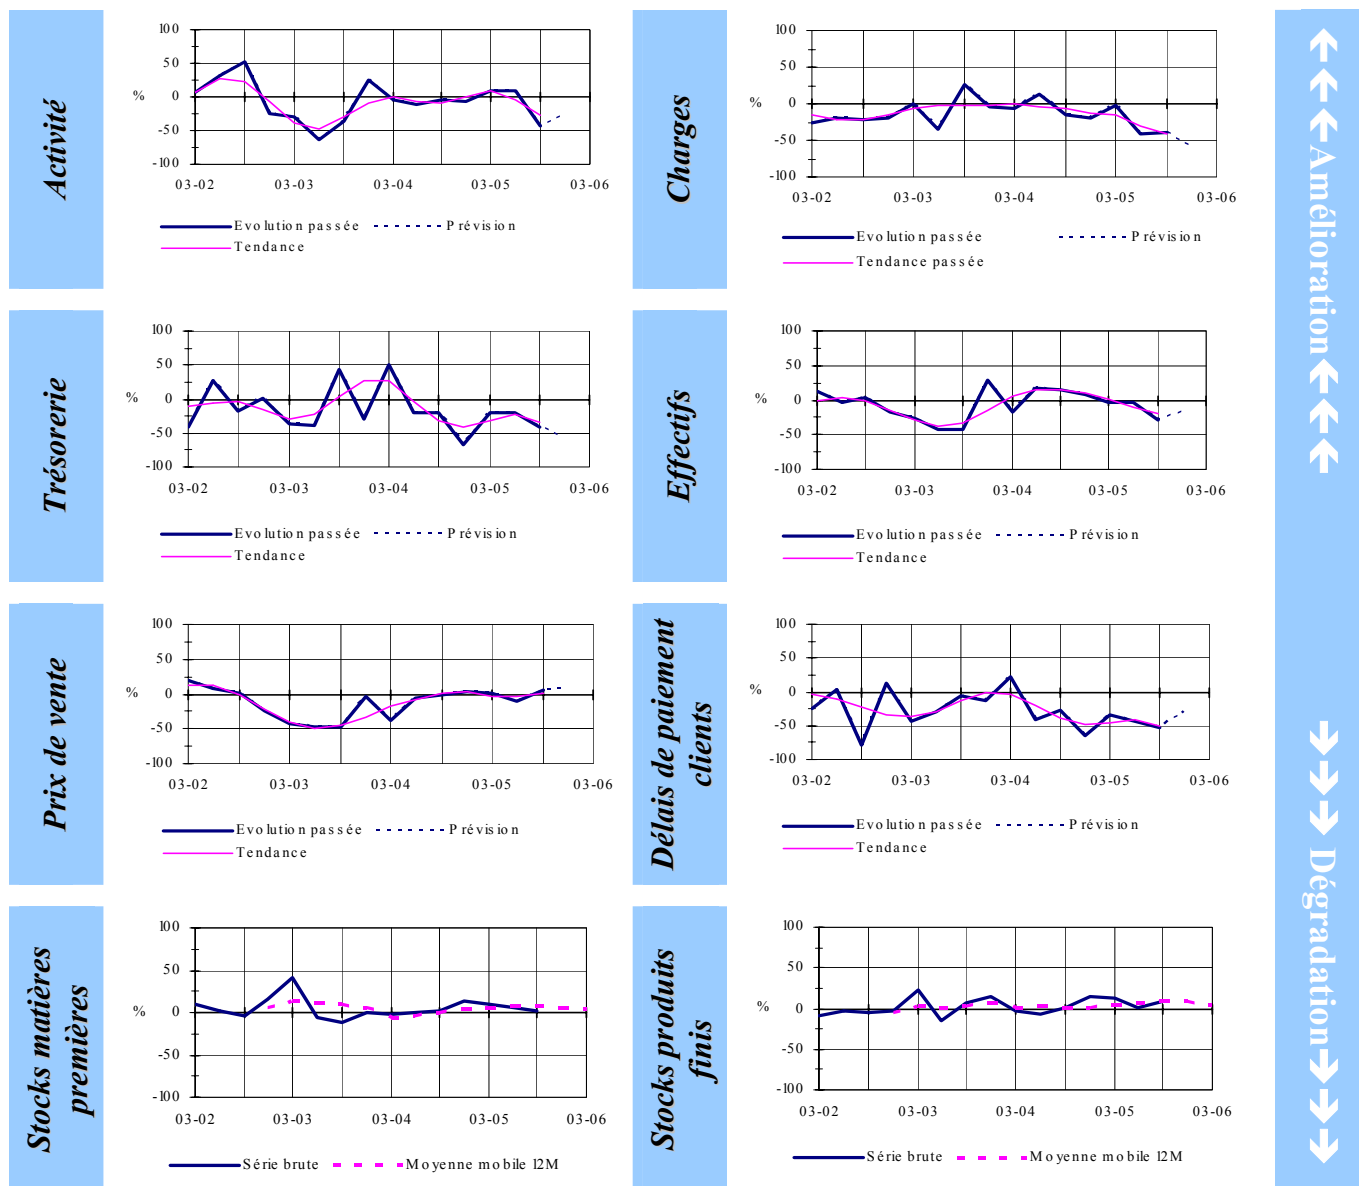 Activité
100
50
0
-50
-100
%
03-02 03-03 03-04 03-05 03-06
Evolution passée Prévision
Tendance
Charges
100
50
0
-50
-100
%
03-02 03-03 03-04 03-05 03-06
Evolution passée Prévision
Tendance passée
Trésorerie
100
50
0
-50
-100
%
03-02 03-03 03-04 03-05 03-06
Evolution passée Prévision
Tendance
Effectifs
100
50
0
-50
-100
%
03-02 03-03 03-04 03-05 03-06
Evolution passée Prévision
Tendance
Prix de vente
100
50
0
-50
-100
%
03-02 03-03 03-04 03-05 03-06
Evolution passée Prévision
Tendance
Délais de paiement
clients
100
50
0
-50
-100
%
03-02 03-03 03-04 03-05 03-06
Evolution passée Prévision
Tendance
Stocks matières
premières
100
50
0
-50
-100
%
03-02 03-03 03-04 03-05 03-06
Série brute Moyenne mobile 12M
Stocks produits
finis
100
50
0
-50
-100
%
03-02 03-03 03-04 03-05 03-06
Série brute Moyenne mobile 12M
Amélioration
Dégradation